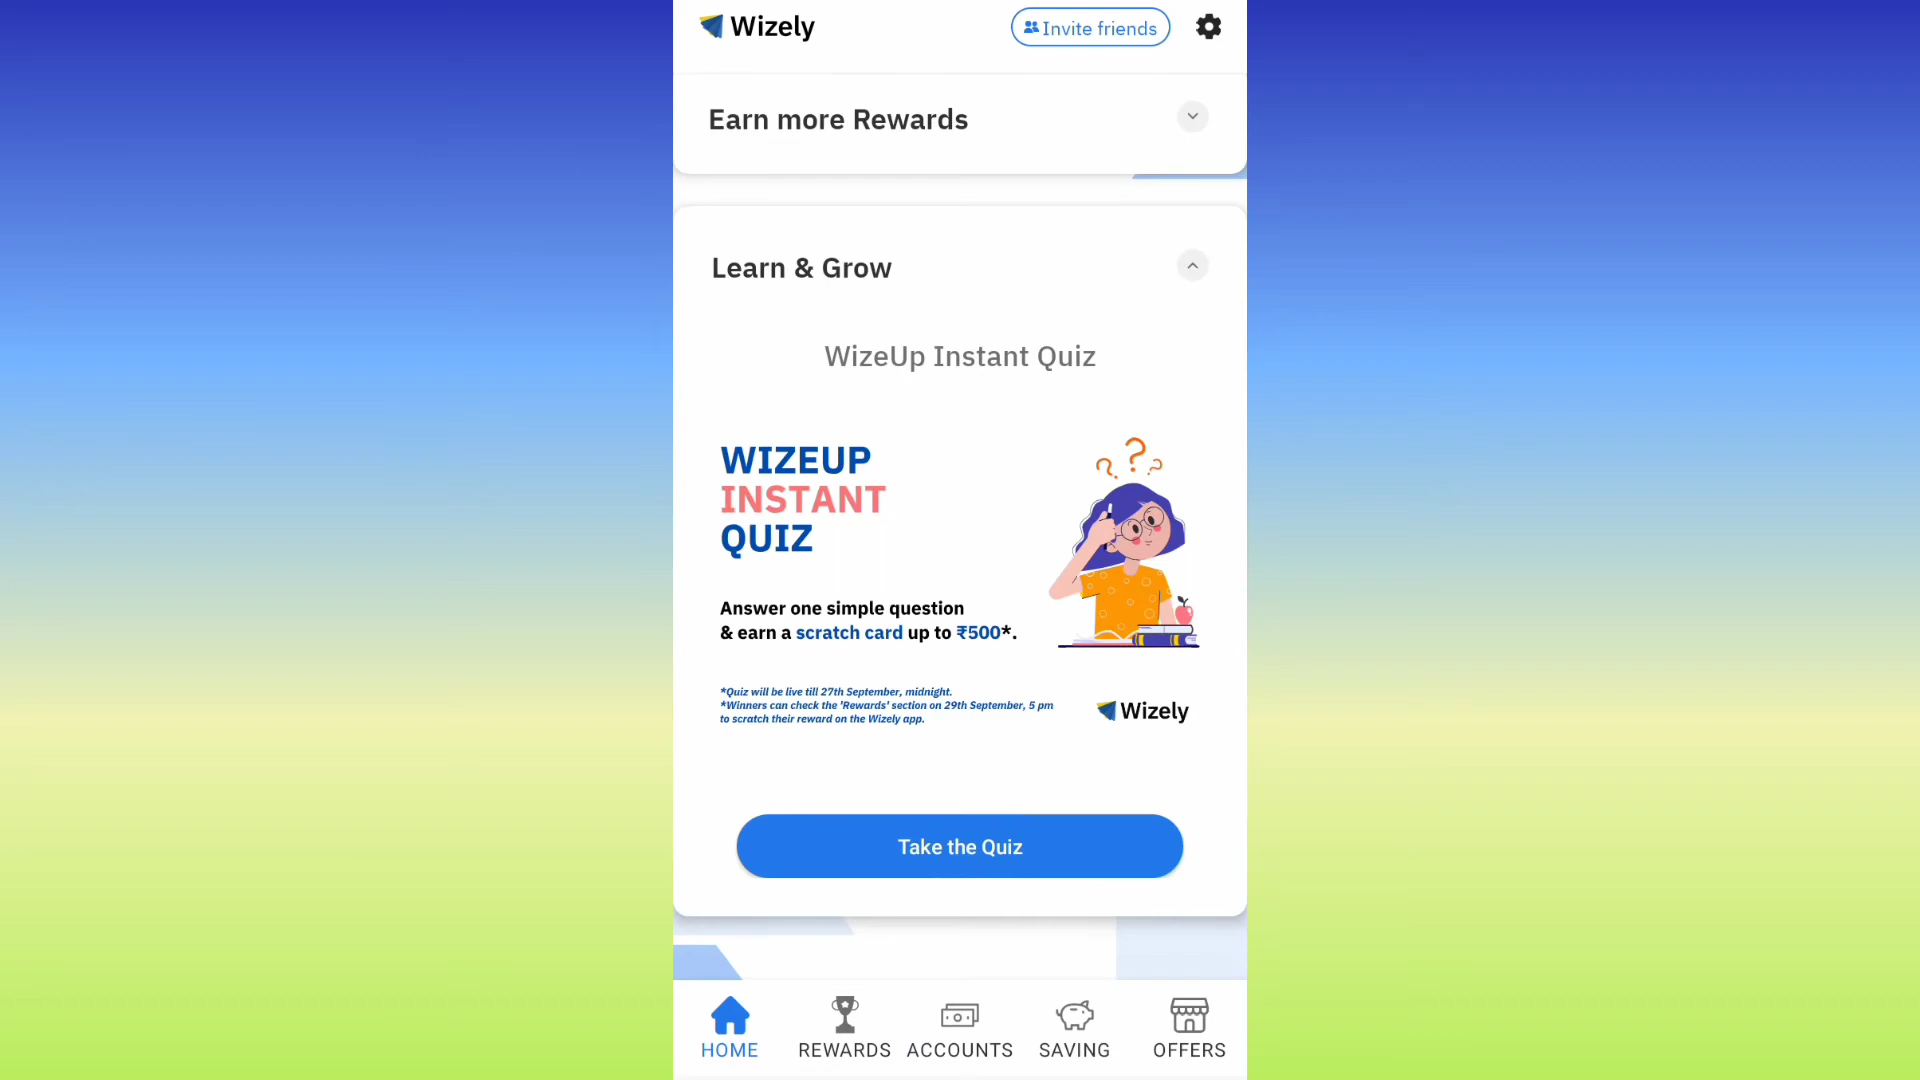 Wizely
Invite friends
Earn more Rewards
Learn & Grow
WizeUp Instant Quiz
WIZEUP
INSTANT
QUIZ
Answer one simple question
& earn a scratch card up to ₹500*.
*Quiz will be live till 27th September, midnight.
*Winners can check the 'Rewards' section on 29th September, 5 pm
to scratch their reward on the Wizely app.
Wizely
Take the Quiz
HOME REWARDS ACCOUNTS SAVING OFFERS